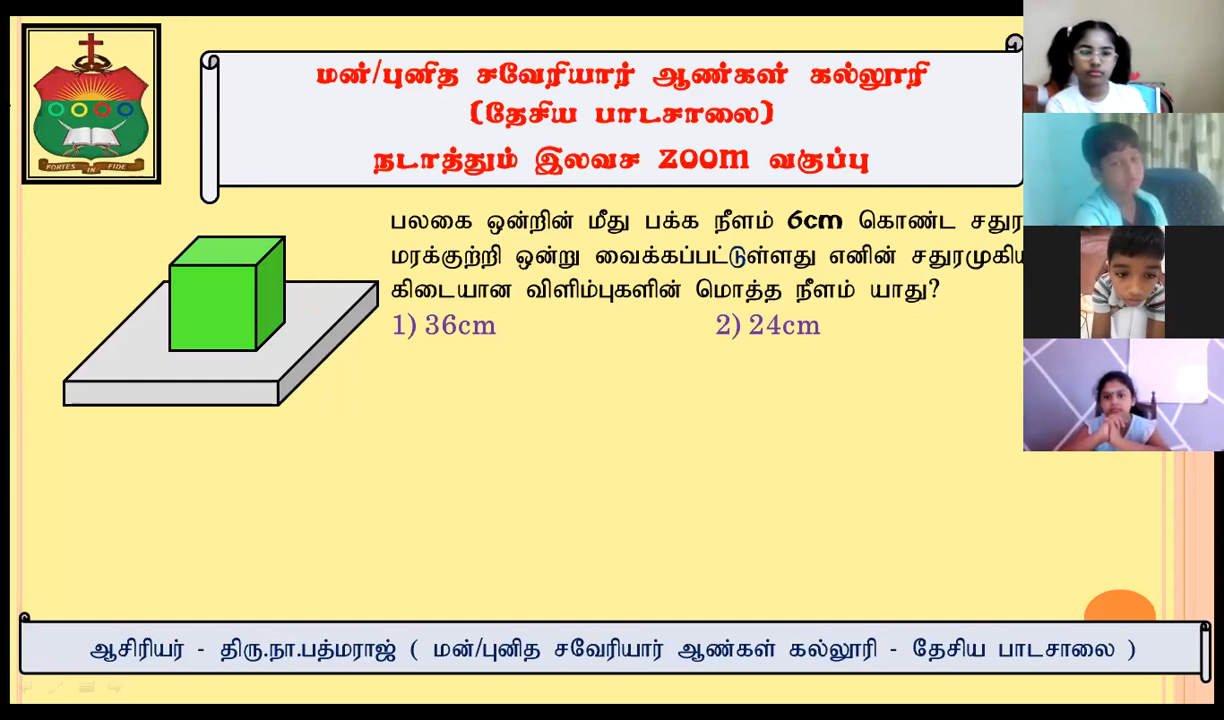 FORTES IN FIDE
மன்/புனித சவேரியார் ஆண்கள் கல்லூரி
(தேசிய பாடசாலை)
நடாத்தும் இலவச ZOOM வகுப்பு
பலகை ஒன்றின் மீது பக்க நீளம் 6cm கொண்ட சதுர
மரக்குற்றி ஒன்று வைக்கப்பட்டுள்ளது எனின் சதுரமுகி
கிடையான விளிம்புகளின் மொத்த நீளம் யாது?
1) 36cm 2) 24cm
ஆசிரியர் - திரு.நா.பத்மராஜ் ( மன்/புனித சவேரியார் ஆண்கள் கல்லூரி - தேசிய பாடசாலை )